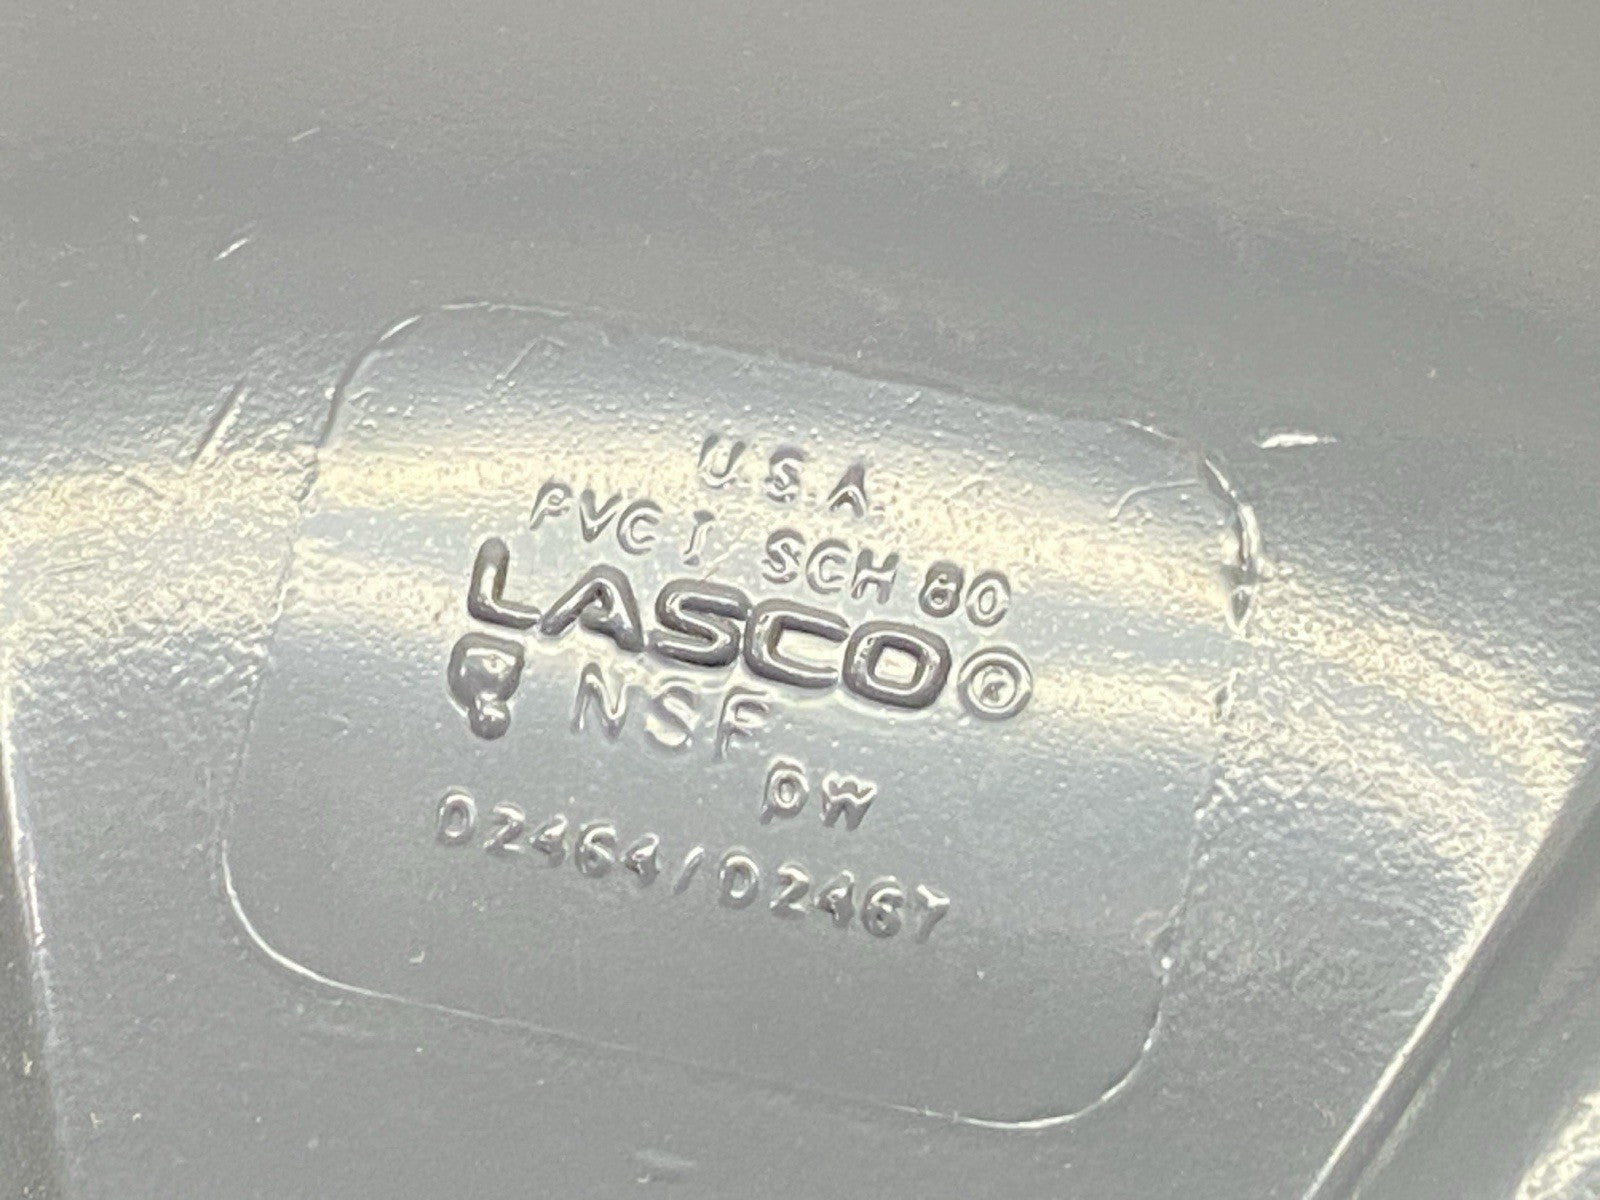 U.S.A
PVC I SCH 80
LASCO®
NSF
pw
D2464/D2467